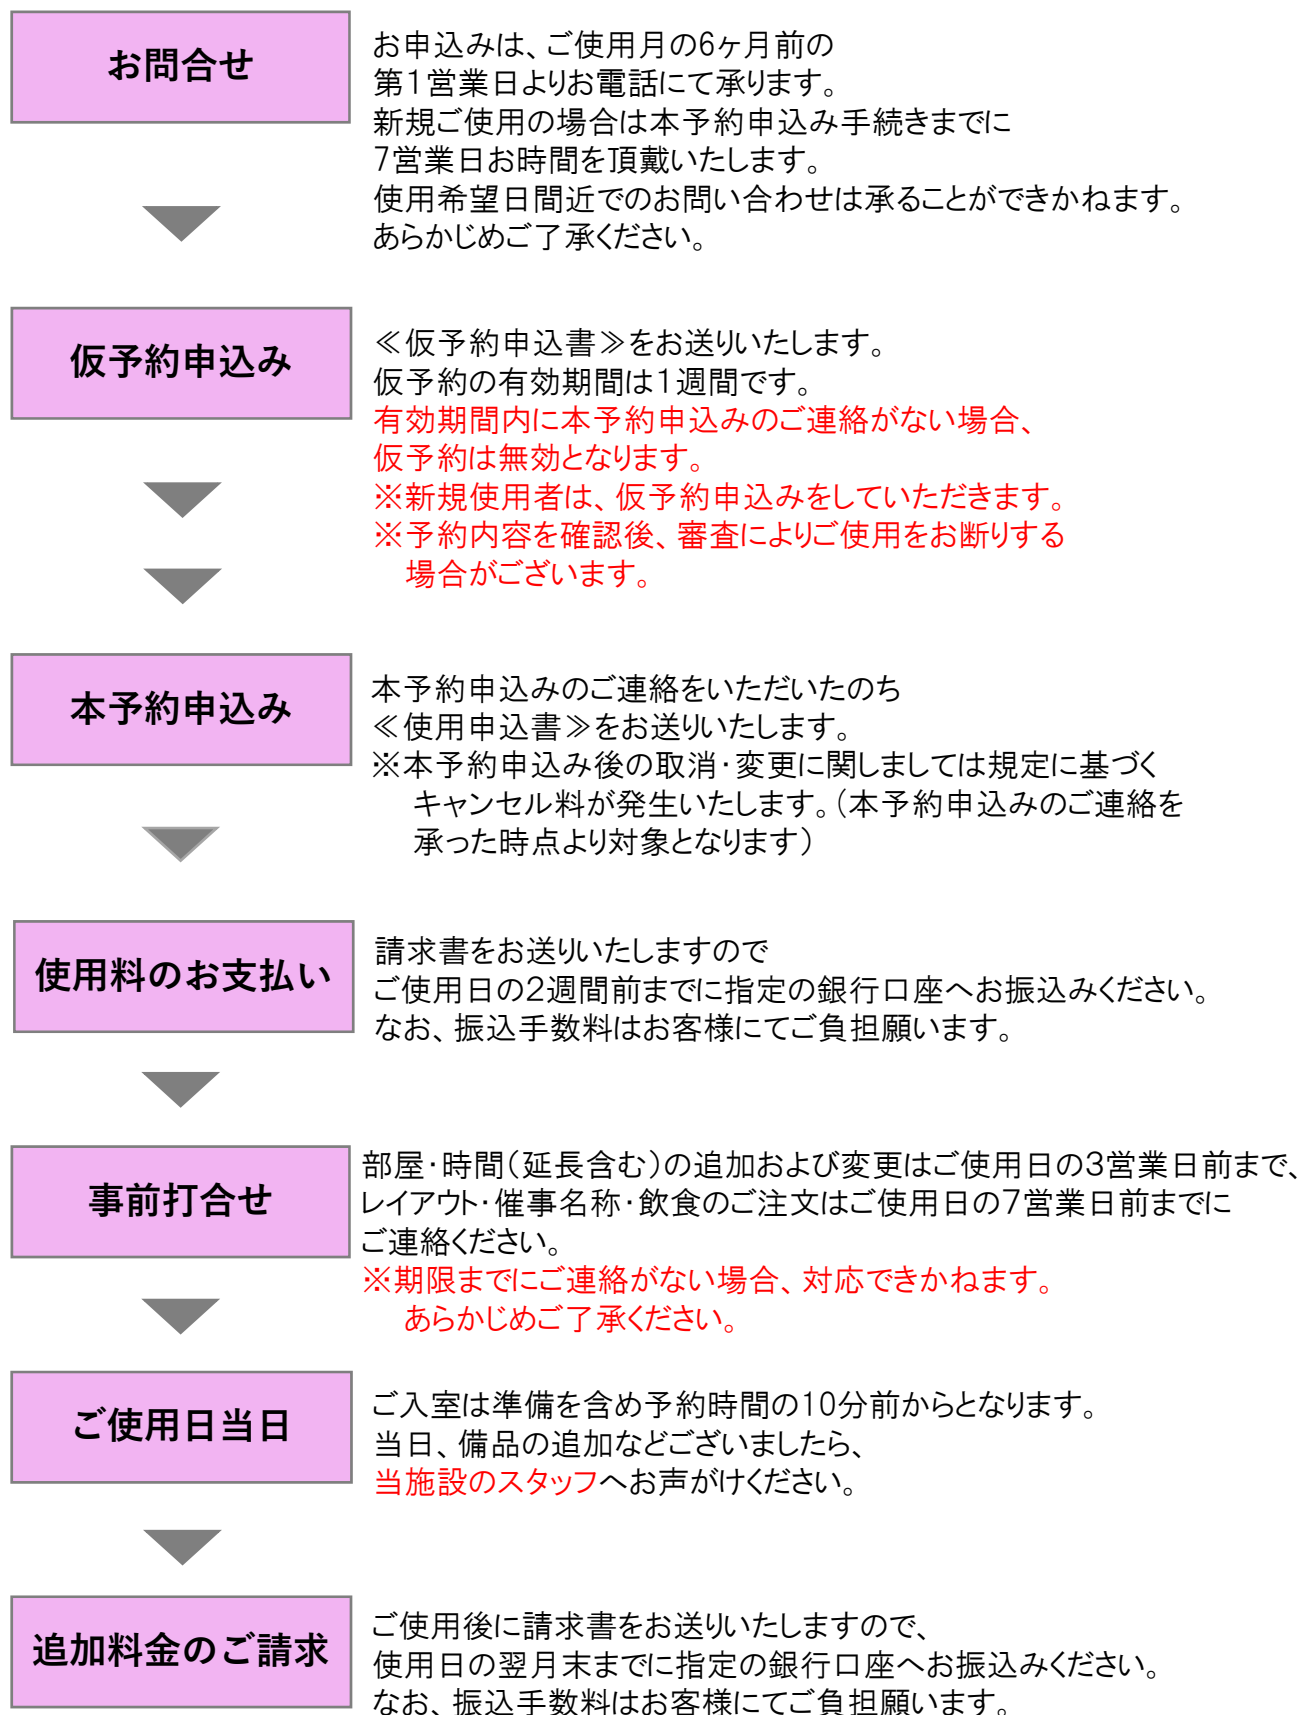 お問合せ
お申込みは、ご使用月の6ヶ月前の
第1営業日よりお電話にて承ります。
新規ご使用の場合は本予約申込み手続きまでに
7営業日お時間を頂戴いたします。
使用希望日間近でのお問い合わせは承ることができかねます。
あらかじめご了承ください。
仮予約申込み
≪仮予約申込書≫をお送りいたします。
仮予約の有効期間は1週間です。
有効期間内に本予約申込みのご連絡がない場合、
仮予約は無効となります。
※新規使用者は、仮予約申込みをしていただきます。
※予約内容を確認後、審査によりご使用をお断りする
場合がございます。
本予約申込み
本予約申込みのご連絡をいただいたのち
≪使用申込書≫をお送りいたします。
※本予約申込み後の取消・変更に関しましては規定に基づく
キャンセル料が発生いたします。（本予約申込みのご連絡を
承った時点より対象となります）
使用料のお支払い
請求書をお送りいたしますので
ご使用日の2週間前までに指定の銀行口座へお振込みください。
なお、振込手数料はお客様にてご負担願います。
事前打合せ
部屋・時間（延長含む）の追加および変更はご使用日の3営業日前まで、
レイアウト・催事名称・飲食のご注文はご使用日の7営業日前までに
ご連絡ください。
※期限までにご連絡がない場合、対応できかねます。
あらかじめご了承ください。
ご使用日当日
ご入室は準備を含め予約時間の10分前からとなります。
当日、備品の追加などございましたら、
当施設のスタッフへお声がけください。
追加料金のご請求
ご使用後に請求書をお送りいたしますので、
使用日の翌月末までに指定の銀行口座へお振込みください。
なお、振込手数料はお客様にてご負担願います。